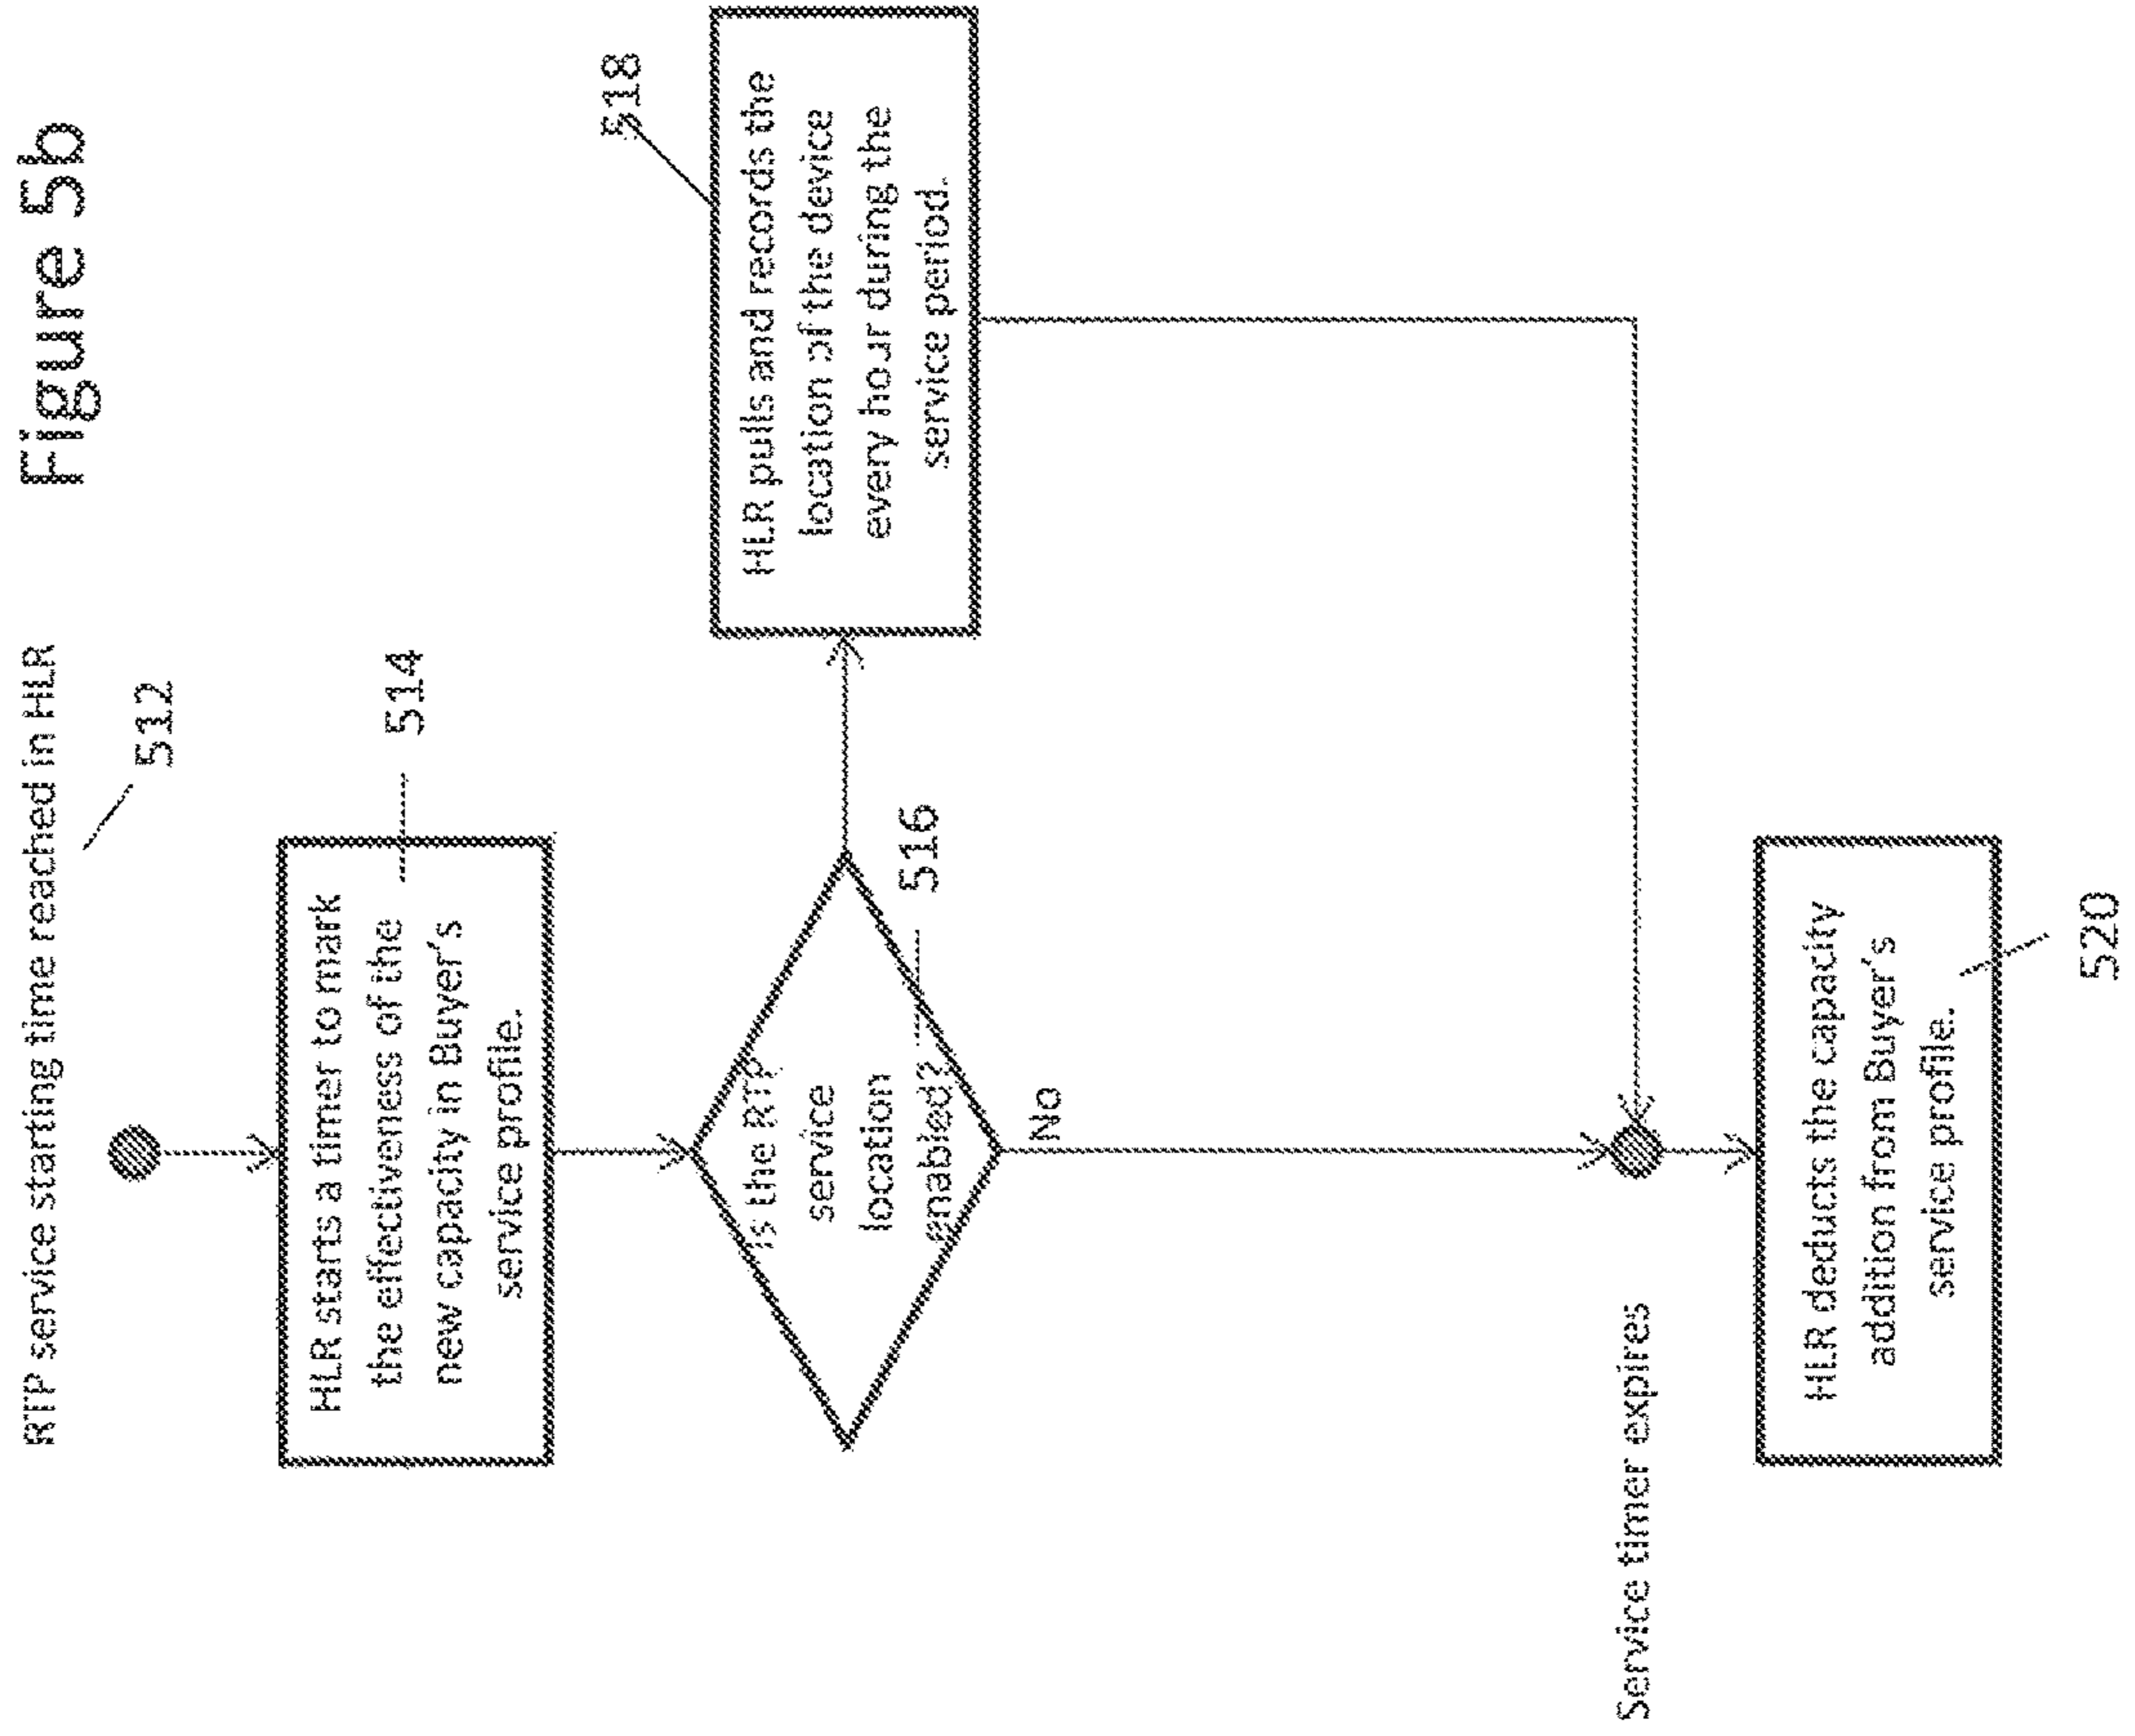 Figure 5b
RTP service starting time reached in HLR
512
HLR starts a timer to mark
the effectiveness of the
new capacity in Buyer's
service profile.
514
Is the RTP
service
location
enabled?
516
No
HLR pulls and records the
location of the device
every hour during the
service period.
518
Service timer expires
HLR deducts the capacity
addition from Buyer's
service profile.
520